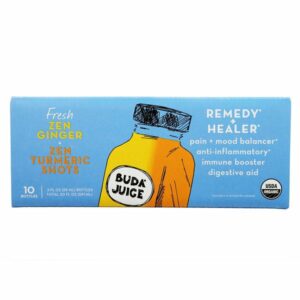 Fresh
ZEN
GINGER
+
ZEN
TURMERIC
SHOTS
10
BOTTLES
BUDA
JUICE
REMEDY*
+
HEALER*
pain + mood balancer*
anti-inflammatory*
immune booster
digestive aid
USDA
ORGANIC